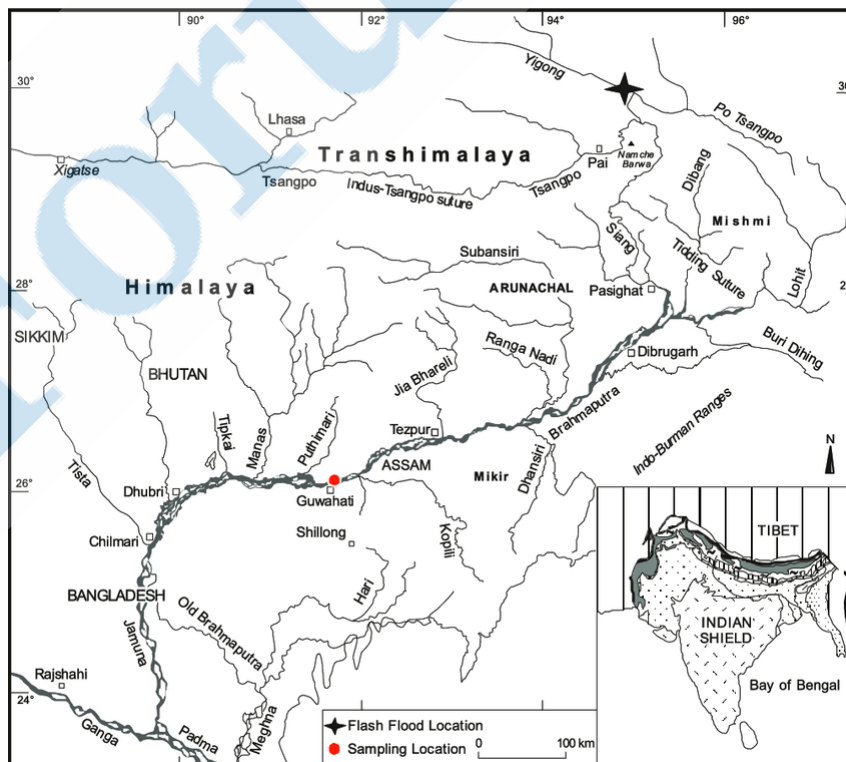 90°
92
94
96
30°
30
Yigong
Po Tsangpo
Lhasa
Transhimalaya
Namche
Barwa
Pai
Xigatse
Tsangpo
Indus-Tsangpo suture
Tsangpo
Dibang
Mishmi
Siang
Tidding Suture
Subansiri
28°
2
Himalaya
ARUNACHAL
Pasighat
Lohit
SIKKIM
BHUTAN
Ranga Nadi
Dibrugarh
Buri Dihing
Jia Bhareli
Brahmaputra
Indo-Burman Ranges
Tista
Tipkai
Manas
Puthimari
Tezpur
ASSAM
Mikir
Dhansiri
N
26°
Dhubri
Guwahati
Shillong
Kopili
Chilmari
Hari
BANGLADESH
Old Brahmaputra
Jamuna
Rajshahi
24°
Ganga
Padma
Meghna
TIBET
INDIAN
SHIELD
Bay of Bengal
Flash Flood Location
Sampling Location
0 100 km